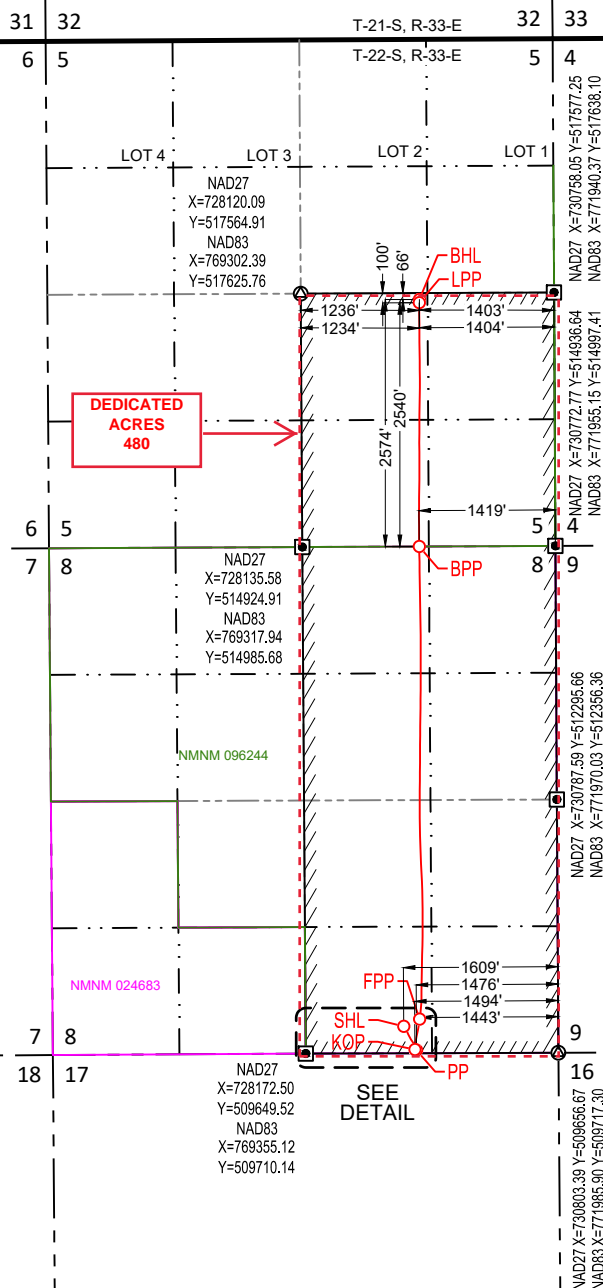 31 32
T-21-S, R-33-E
32 33
6 5
T-22-S, R-33-E
5 4
NAD27 X=730758.05 Y=517577.25
NAD83 X=771940.37 Y=517638.10
LOT 4
LOT 3
LOT 2
LOT 1
NAD27
X=728120.09
Y=517564.91
NAD83
X=769302.39
Y=517625.76
100'
66'
BHL
LPP
1236'
1403'
1234'
1404'
NAD27 X=730772.77 Y=514936.64
NAD83 X=771955.15 Y=514997.41
DEDICATED
ACRES
480
2574'
2540'
1419'
6 5
5 4
7 8
8 9
BPP
NAD27
X=728135.58
Y=514924.91
NAD83
X=769317.94
Y=514985.68
NMNM 096244
NAD27 X=730787.59 Y=512295.66
NAD83 X=771970.03 Y=512356.36
NMNM 024683
1609'
1476'
1494'
1443'
FPP
SHL
KOP
PP
7 8
9
18 17
16
SEE
DETAIL
NAD27
X=728172.50
Y=509649.52
NAD83
X=769355.12
Y=509710.14
NAD27 X=730803.39 Y=509656.67
NAD83 X=771985.90 Y=509717.30